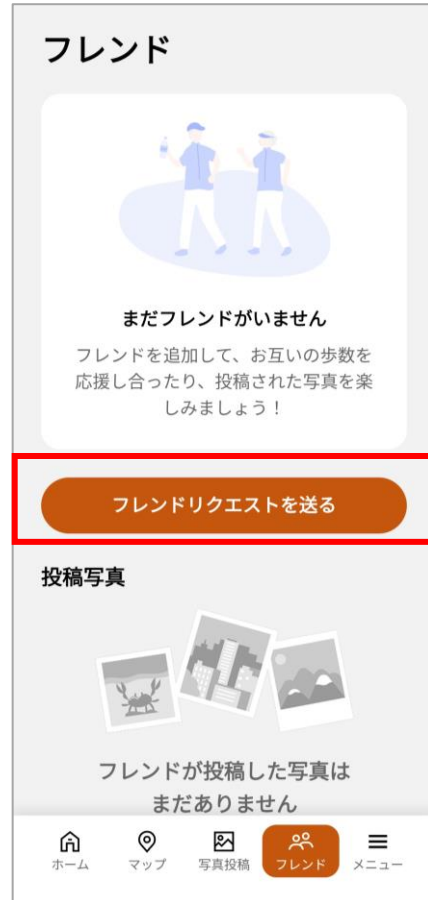 フレンド
まだフレンドがいません
フレンドを追加して、お互いの歩数を
応援し合ったり、投稿された写真を楽
しみましょう！
フレンドリクエストを送る
投稿写真
フレンドが投稿した写真は
まだありません
ホーム
マップ
写真投稿
フレンド
メニュー